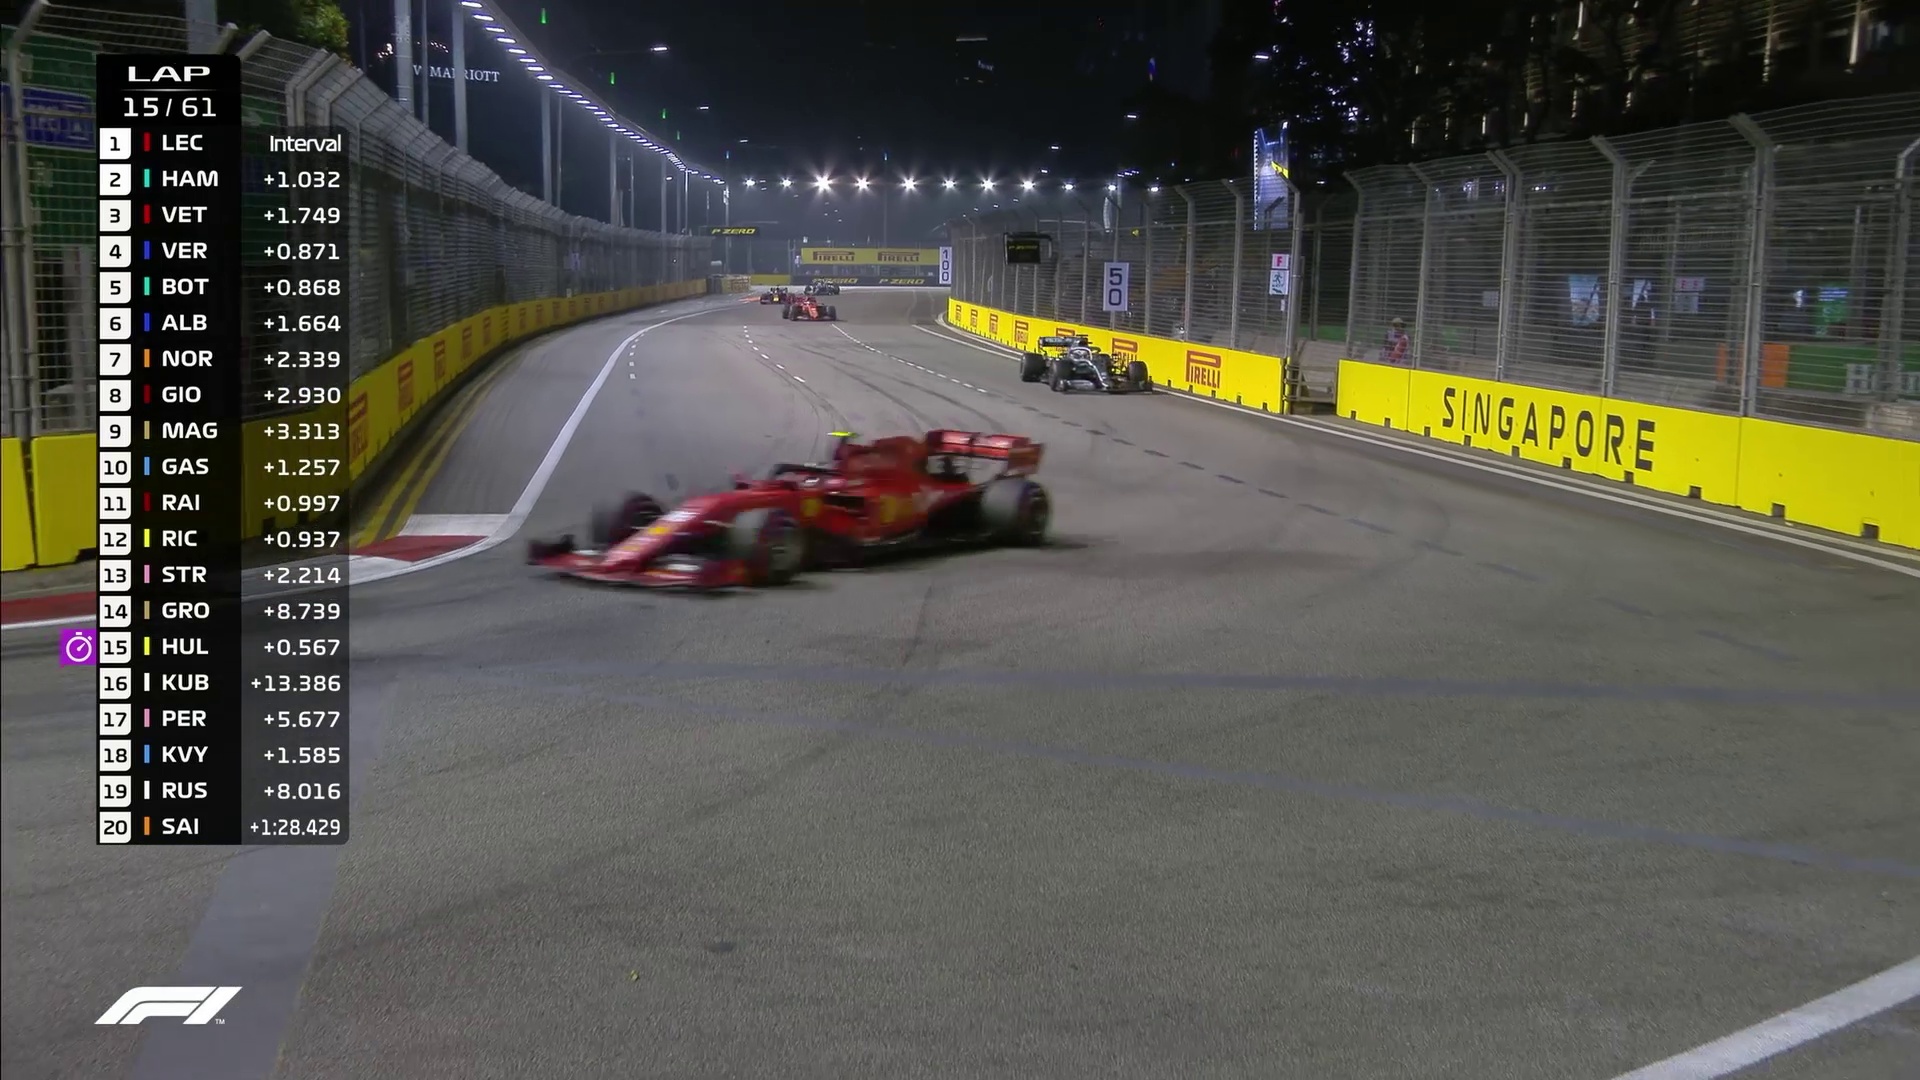 LAP
15/61
1 LEC Interval
2 HAM +1.032
3 VET +1.749
4 VER +0.871
5 BOT +0.868
6 ALB +1.664
7 NOR +2.339
8 GIO +2.930
9 MAG +3.313
10 GAS +1.257
11 RAI +0.997
12 RIC +0.937
13 STR +2.214
14 GRO +8.739
15 HUL +0.567
16 KUB +13.386
17 PER +5.677
18 KVY +1.585
19 RUS +8.016
20 SAI +1:28.429
W MARRIOTT
P ZERO
PIRELLI PIRELLI
100
P ZERO
50
F
PIRELLI
SINGAPORE
F1
TM